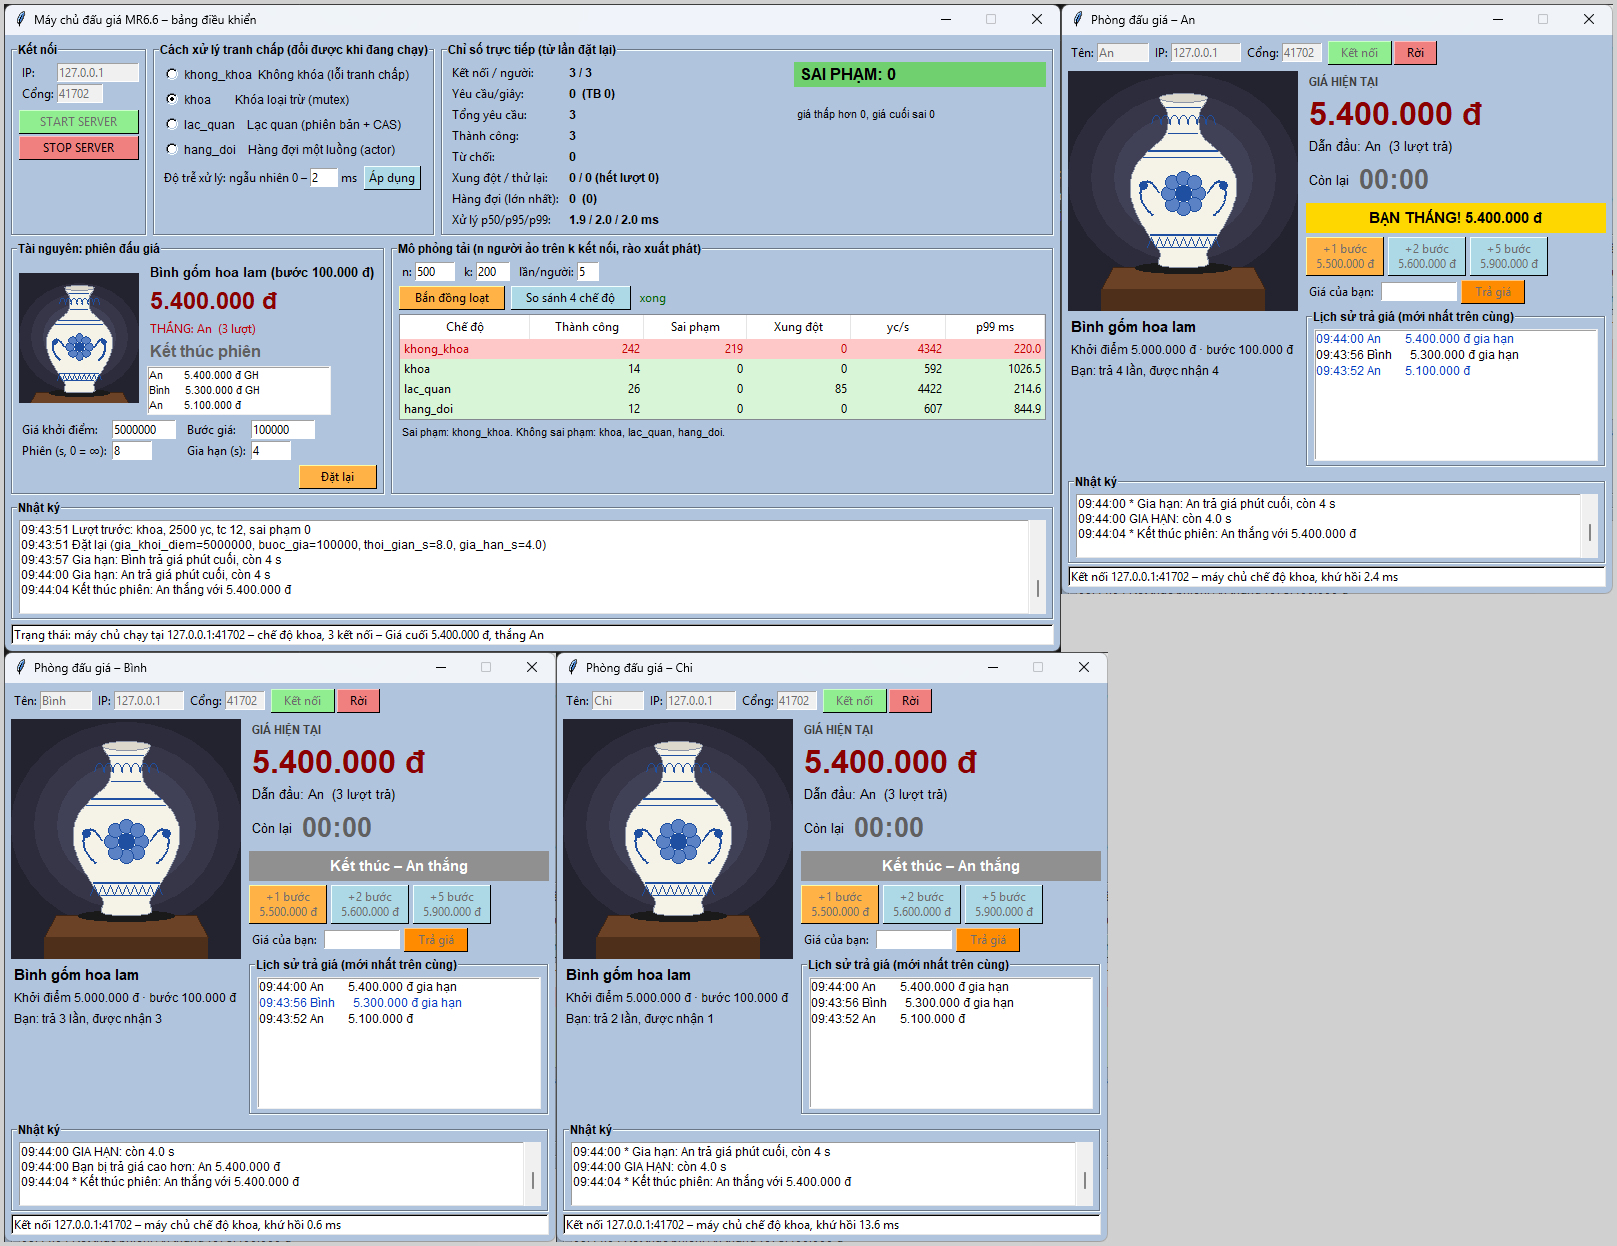 Máy chủ đấu giá MR6.6 – bảng điều khiển
Kết nối
IP: 127.0.0.1
Cổng: 41702
START SERVER
STOP SERVER
Cách xử lý tranh chấp (đổi được khi đang chạy)
khong_khoa Không khóa (lỗi tranh chấp)
khoa Khóa loại trừ (mutex)
lac_quan Lạc quan (phiên bản + CAS)
hang_doi Hàng đợi một luồng (actor)
Độ trễ xử lý: ngẫu nhiên 0 – 2 ms Áp dụng
Chỉ số trực tiếp (từ lần đặt lại)
Kết nối / người: 3 / 3
Yêu cầu/giây: 0 (TB 0)
Tổng yêu cầu: 3
Thành công: 3
Từ chối: 0
Xung đột / thử lại: 0 / 0 (hết lượt 0)
Hàng đợi (lớn nhất): 0 (0)
Xử lý p50/p95/p99: 1.9 / 2.0 / 2.0 ms
SAI PHẠM: 0
giá thấp hơn 0, giá cuối sai 0
Tài nguyên: phiên đấu giá
Bình gốm hoa lam (bước 100.000 đ)
5.400.000 đ
THẮNG: An (3 lượt)
Kết thúc phiên
An 5.400.000 đ GH
Bình 5.300.000 đ GH
An 5.100.000 đ
Giá khởi điểm: 5000000 Bước giá: 100000
Phiên (s, 0 = ∞): 8 Gia hạn (s): 4
Đặt lại
Mô phỏng tải (n người ảo trên k kết nối, rào xuất phát)
n: 500 k: 200 lần/người: 5
Bắn đồng loạt So sánh 4 chế độ xong
Chế độ Thành công Sai phạm Xung đột yc/s p99 ms
khong_khoa 242 219 0 4342 220.0
khoa 14 0 0 592 1026.5
lac_quan 26 0 85 4422 214.6
hang_doi 12 0 0 607 844.9
Sai phạm: khong_khoa. Không sai phạm: khoa, lac_quan, hang_doi.
Nhật ký
09:43:51 Lượt trước: khoa, 2500 yc, tc 12, sai phạm 0
09:43:51 Đặt lại (gia_khoi_diem=5000000, buoc_gia=100000, thoi_gian_s=8.0, gia_han_s=4.0)
09:43:57 Gia hạn: Bình trả giá phút cuối, còn 4 s
09:44:00 Gia hạn: An trả giá phút cuối, còn 4 s
09:44:04 Kết thúc phiên: An thắng với 5.400.000 đ
Trạng thái: máy chủ chạy tại 127.0.0.1:41702 – chế độ khoa, 3 kết nối – Giá cuối 5.400.000 đ, thắng An
Phòng đấu giá – An
Tên: An IP: 127.0.0.1 Cổng: 41702 Kết nối Rời
GIÁ HIỆN TẠI
5.400.000 đ
Dẫn đầu: An (3 lượt trả)
Còn lại 00:00
BẠN THẮNG! 5.400.000 đ
+1 bước +2 bước +5 bước
5.500.000 đ 5.600.000 đ 5.900.000 đ
Giá của bạn: Trả giá
Bình gốm hoa lam
Khởi điểm 5.000.000 đ · bước 100.000 đ
Bạn: trả 4 lần, được nhận 4
Lịch sử trả giá (mới nhất trên cùng)
09:44:00 An 5.400.000 đ gia hạn
09:43:56 Bình 5.300.000 đ gia hạn
09:43:52 An 5.100.000 đ
Nhật ký
09:44:00 * Gia hạn: An trả giá phút cuối, còn 4 s
09:44:00 GIA HẠN: còn 4.0 s
09:44:04 * Kết thúc phiên: An thắng với 5.400.000 đ
Kết nối 127.0.0.1:41702 – máy chủ chế độ khoa, khứ hồi 2.4 ms
Phòng đấu giá – Bình
Tên: Bình IP: 127.0.0.1 Cổng: 41702 Kết nối Rời
GIÁ HIỆN TẠI
5.400.000 đ
Dẫn đầu: An (3 lượt trả)
Còn lại 00:00
Kết thúc – An thắng
+1 bước +2 bước +5 bước
5.500.000 đ 5.600.000 đ 5.900.000 đ
Giá của bạn: Trả giá
Bình gốm hoa lam
Khởi điểm 5.000.000 đ · bước 100.000 đ
Bạn: trả 3 lần, được nhận 3
Lịch sử trả giá (mới nhất trên cùng)
09:44:00 An 5.400.000 đ gia hạn
09:43:56 Bình 5.300.000 đ gia hạn
09:43:52 An 5.100.000 đ
Nhật ký
09:44:00 GIA HẠN: còn 4.0 s
09:44:00 Bạn bị trả giá cao hơn: An 5.400.000 đ
09:44:04 * Kết thúc phiên: An thắng với 5.400.000 đ
Kết nối 127.0.0.1:41702 – máy chủ chế độ khoa, khứ hồi 0.6 ms
Phòng đấu giá – Chi
Tên: Chi IP: 127.0.0.1 Cổng: 41702 Kết nối Rời
GIÁ HIỆN TẠI
5.400.000 đ
Dẫn đầu: An (3 lượt trả)
Còn lại 00:00
Kết thúc – An thắng
+1 bước +2 bước +5 bước
5.500.000 đ 5.600.000 đ 5.900.000 đ
Giá của bạn: Trả giá
Bình gốm hoa lam
Khởi điểm 5.000.000 đ · bước 100.000 đ
Bạn: trả 2 lần, được nhận 1
Lịch sử trả giá (mới nhất trên cùng)
09:44:00 An 5.400.000 đ gia hạn
09:43:56 Bình 5.300.000 đ gia hạn
09:43:52 An 5.100.000 đ
Nhật ký
09:44:00 * Gia hạn: An trả giá phút cuối, còn 4 s
09:44:00 GIA HẠN: còn 4.0 s
09:44:04 * Kết thúc phiên: An thắng với 5.400.000 đ
Kết nối 127.0.0.1:41702 – máy chủ chế độ khoa, khứ hồi 13.6 ms